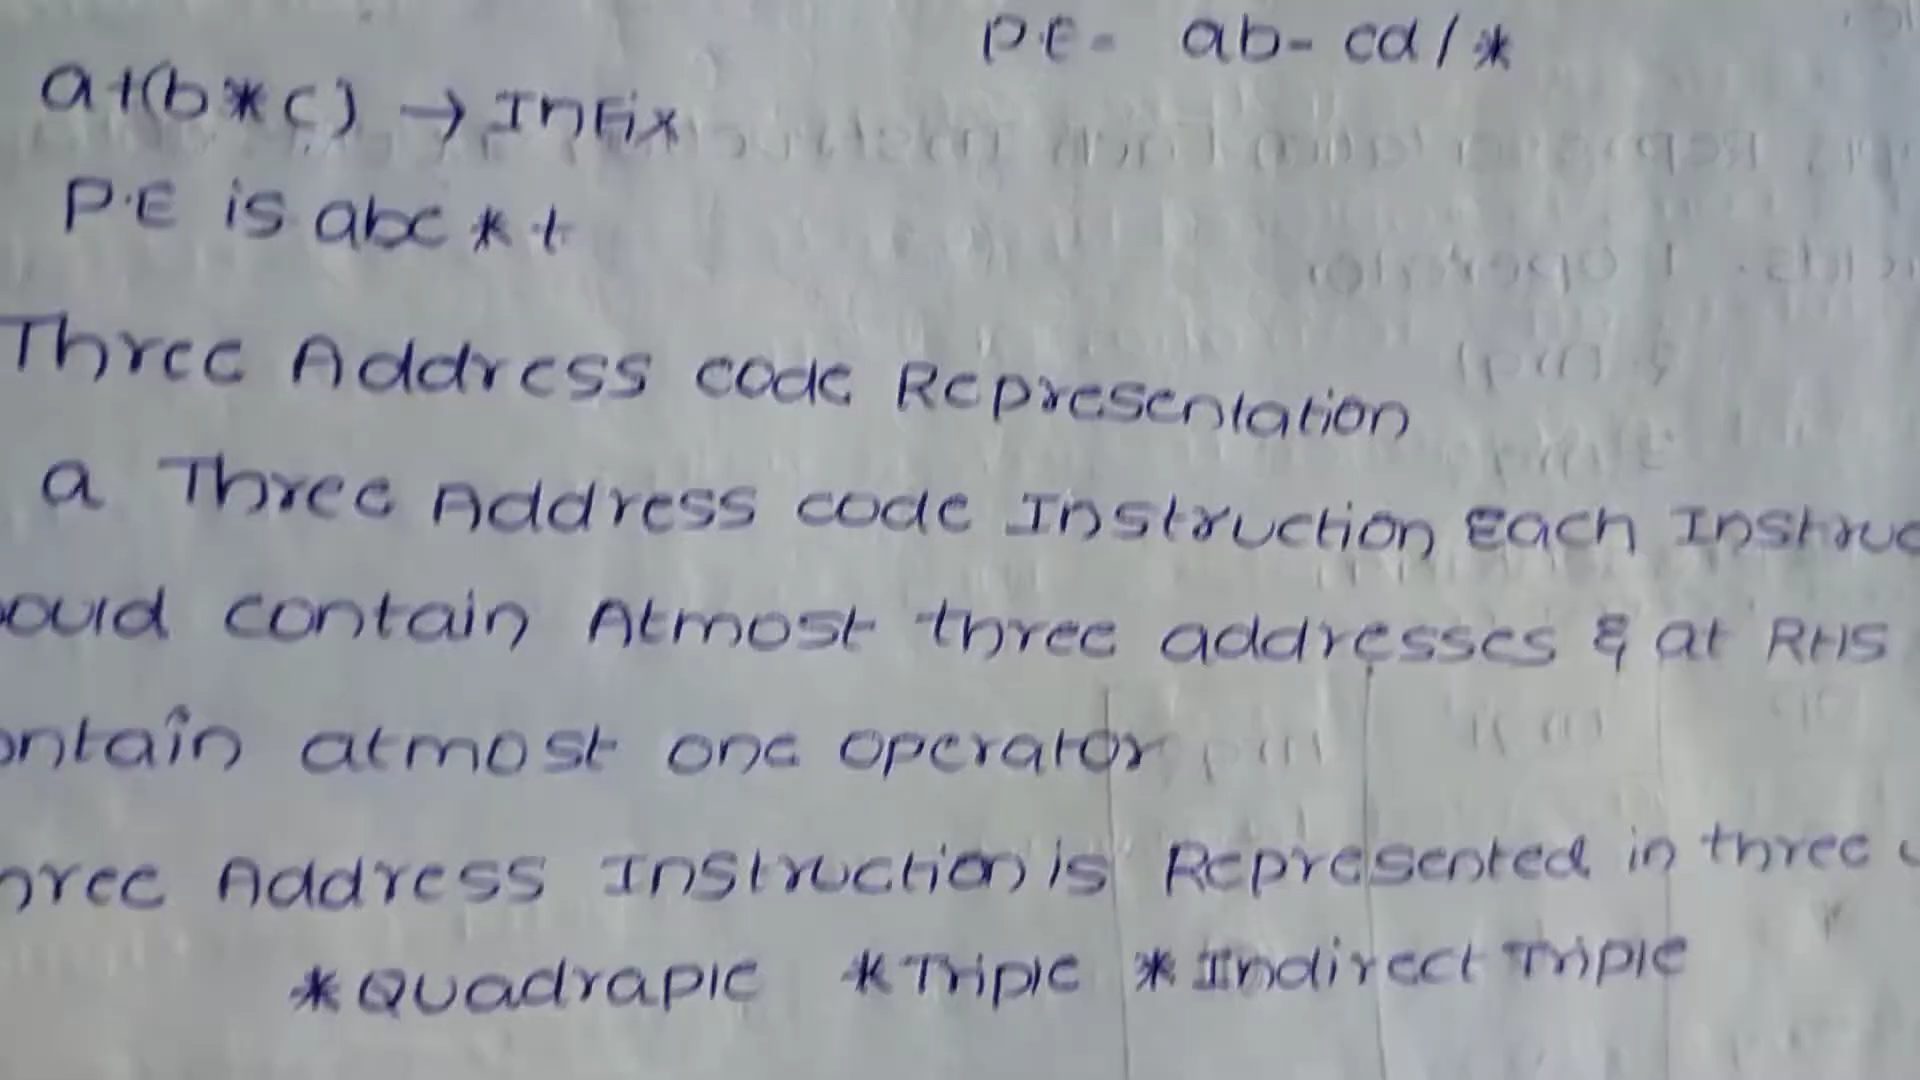 P.E- ab- cd / *
a+(b*c) → InFix
P.E is abc * +
Three Address code Representation
a Three Address code Instruction Each Instruc
ould contain Atmost three addresses & at RHS
ontain atmost one operator
hree Address Instruction is Represented in three
*Quadraple *Triple *Indirect Triple